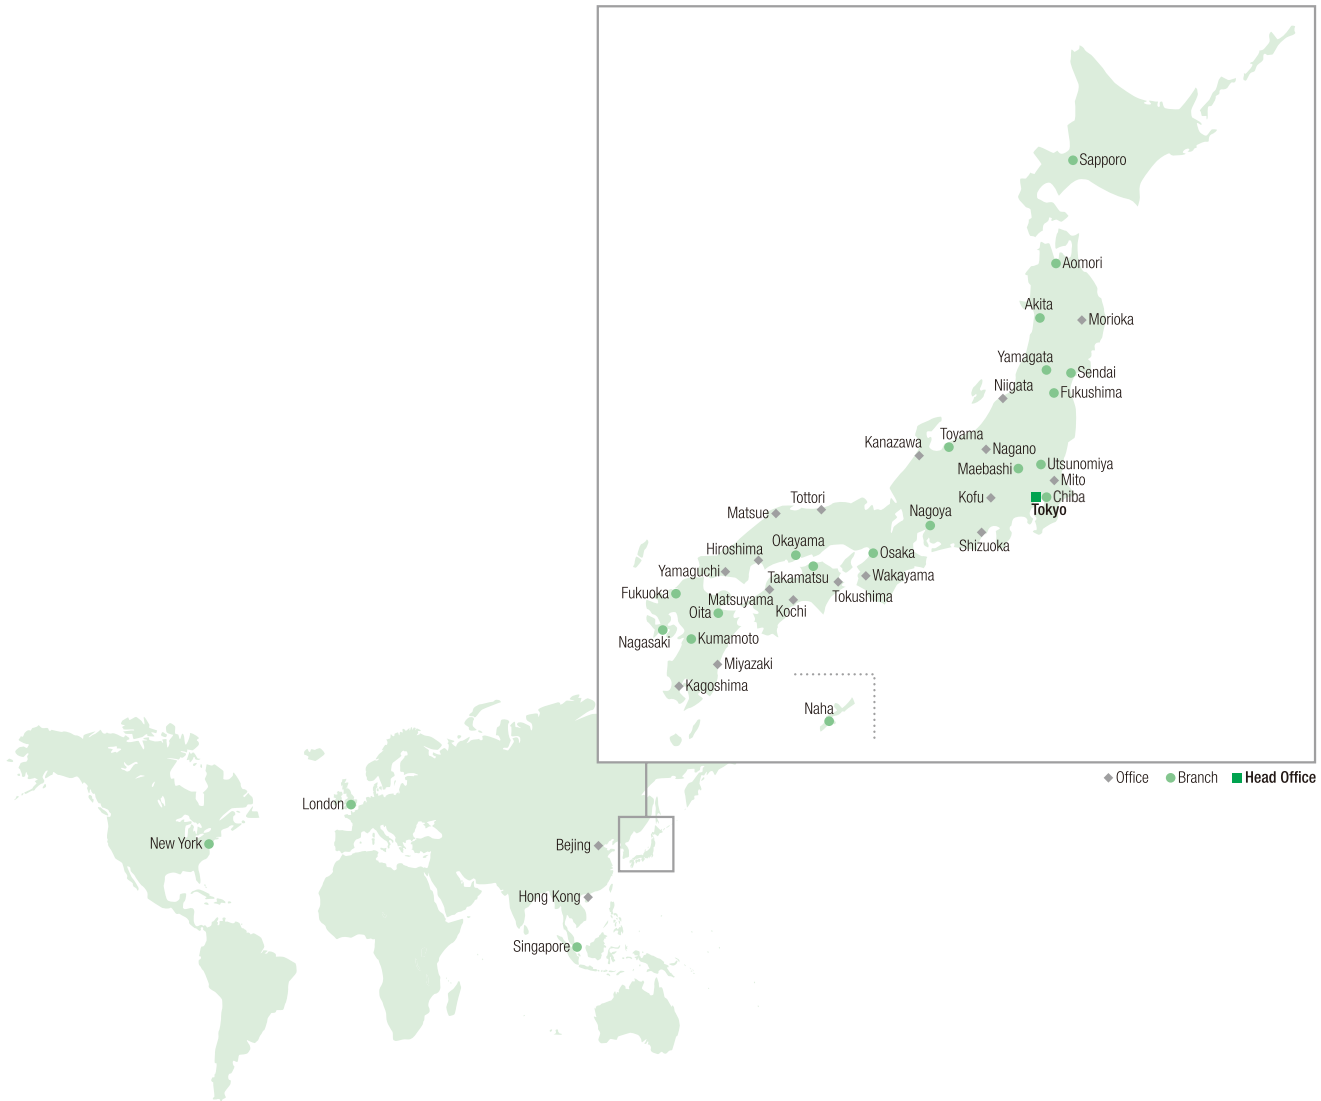 Sapporo
Aomori
Akita
Morioka
Yamagata
Sendai
Niigata
Fukushima
Toyama
Kanazawa
Nagano
Maebashi
Utsunomiya
Mito
Kofu
Chiba
Tokyo
Tottori
Matsue
Nagoya
Okayama
Hiroshima
Osaka
Shizuoka
Yamaguchi
Takamatsu
Wakayama
Fukuoka
Matsuyama
Tokushima
Oita
Kochi
Nagasaki
Kumamoto
Miyazaki
Kagoshima
Naha
Office
Branch
Head Office
London
New York
Bejing
Hong Kong
Singapore